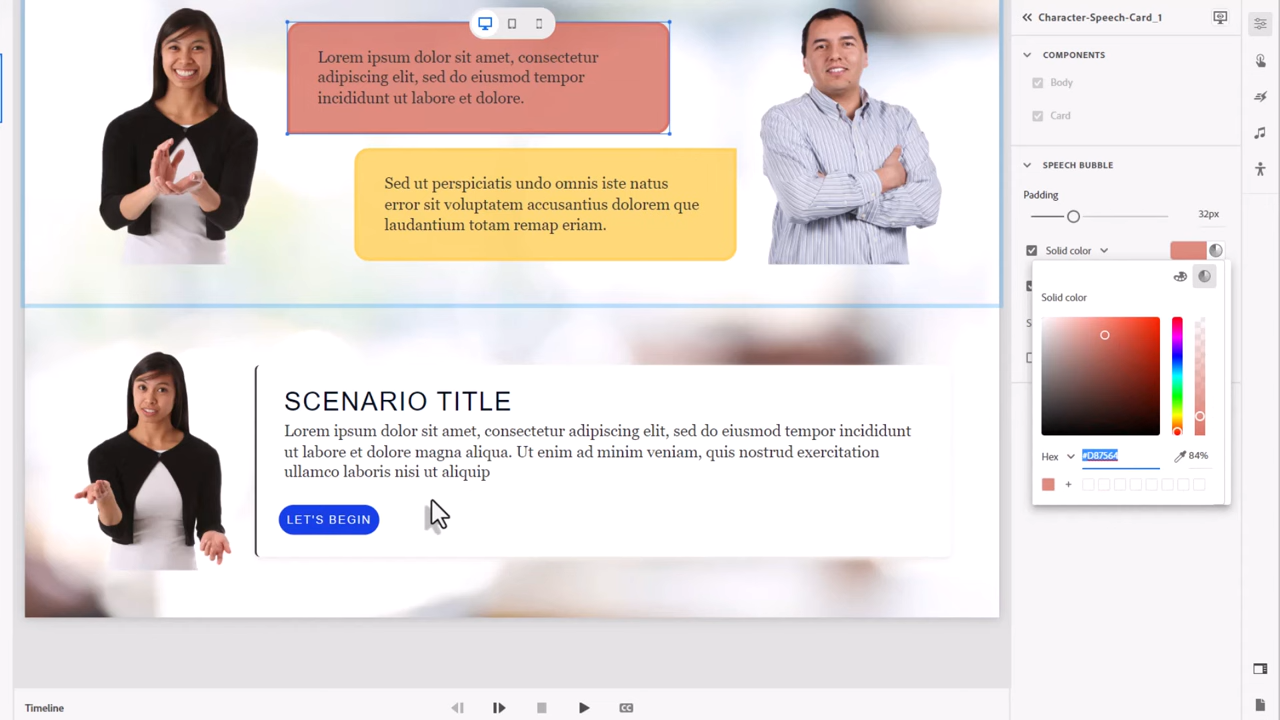 Character-Speech-Card_1
COMPONENTS
Body
Card
SPEECH BUBBLE
Padding
32px
Solid color
Solid color
Hex
#D87564
84%
Lorem ipsum dolor sit amet, consectetur
adipiscing elit, sed do eiusmod tempor
incididunt ut labore et dolore.
Sed ut perspiciatis undo omnis iste natus
error sit voluptatem accusantius dolorem que
laudantium totam remap eriam.
SCENARIO TITLE
Lorem ipsum dolor sit amet, consectetur adipiscing elit, sed do eiusmod tempor incididunt
ut labore et dolore magna aliqua. Ut enim ad minim veniam, quis nostrud exercitation
ullamco laboris nisi ut aliquip
LET'S BEGIN
Timeline
CC